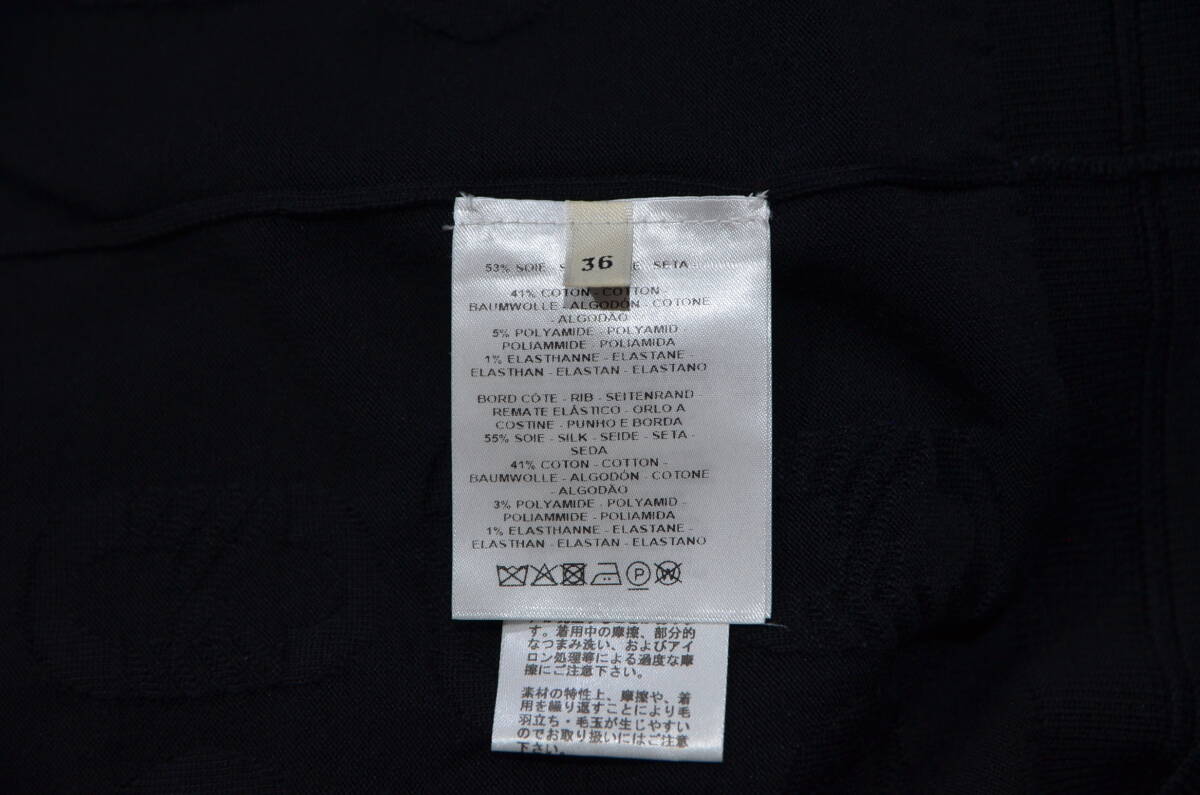 36
53% SOIE - S E - SETA -
41% COTON - COTTON -
BAUMWOLLE - ALGODÓN - COTONE
- ALGODÃO
5% POLYAMIDE - POLYAMID -
POLIAMMIDE - POLIAMIDA
1% ELASTHANNE - ELASTANE -
ELASTHAN - ELASTAN - ELASTANO
BORD CÔTE - RIB - SEITENRAND -
REMATE ELÁSTICO - ORLO A
COSTINE - PUNHO E BORDA
55% SOIE - SILK - SEIDE - SETA -
SEDA
41% COTON - COTTON -
BAUMWOLLE - ALGODÓN - COTONE
- ALGODÃO
3% POLYAMIDE - POLYAMID -
POLIAMMIDE - POLIAMIDA
1% ELASTHANNE - ELASTANE -
ELASTHAN - ELASTAN - ELASTANO
P W
す。着用中の摩擦、部分的
なつまみ洗い、およびアイ
ロン処理等による過度な摩
擦にご注意下さい。
素材の特性上、摩擦や、着
用を繰り返すことにより毛
羽立ち・毛玉が生じやすい
のでお取り扱いにはご注意
下さい。